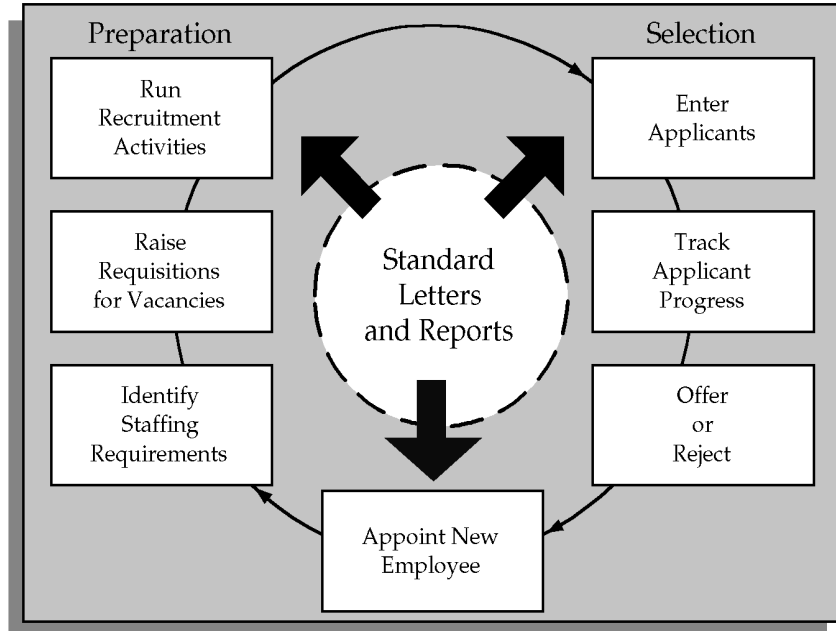 Preparation
Run
Recruitment
Activities
Raise
Requisitions
for Vacancies
Identify
Staffing
Requirements
Standard
Letters
and Reports
Appoint New
Employee
Selection
Enter
Applicants
Track
Applicant
Progress
Offer
or
Reject